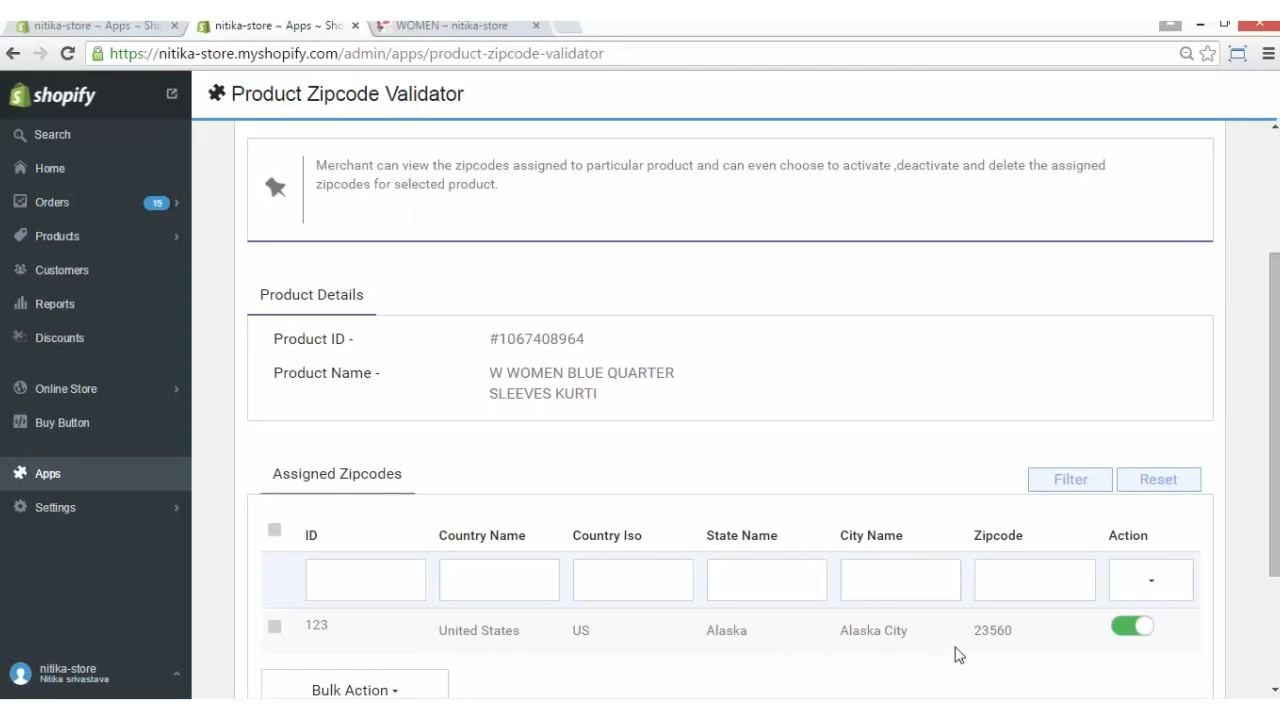 nitika-store ~ Apps ~ Sho
nitika-store ~ Apps ~ Sho
WOMEN – nitika-store
https://nitika-store.myshopify.com/admin/apps/product-zipcode-validator
shopify
Product Zipcode Validator
Search
Home
Orders 15
Products
Customers
Reports
Discounts
Online Store
Buy Button
Apps
Settings
nitika-store
Nitika srivastava
Merchant can view the zipcodes assigned to particular product and can even choose to activate ,deactivate and delete the assigned
zipcodes for selected product.
Product Details
Product ID - #1067408964
Product Name - W WOMEN BLUE QUARTER
SLEEVES KURTI
Assigned Zipcodes
Filter Reset
ID Country Name Country Iso State Name City Name Zipcode Action
123 United States US Alaska Alaska City 23560
Bulk Action